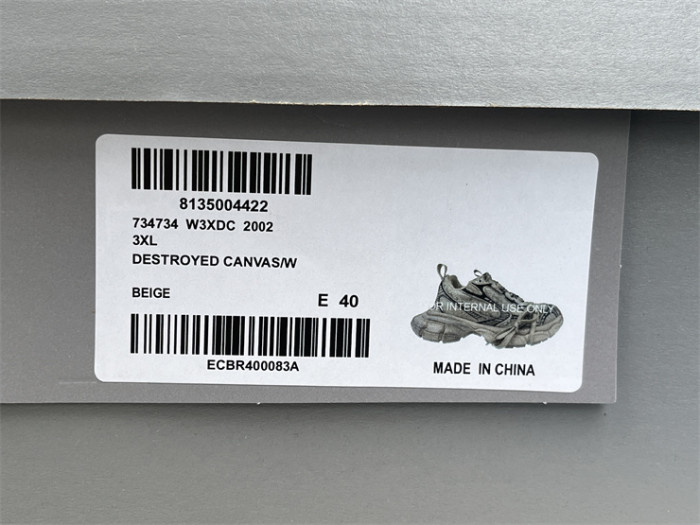 8135004422
734734 W3XDC 2002
3XL
DESTROYED CANVAS/W
BEIGE
E 40
R INTERNAL USE ONLY
ECBR400083A
MADE IN CHINA